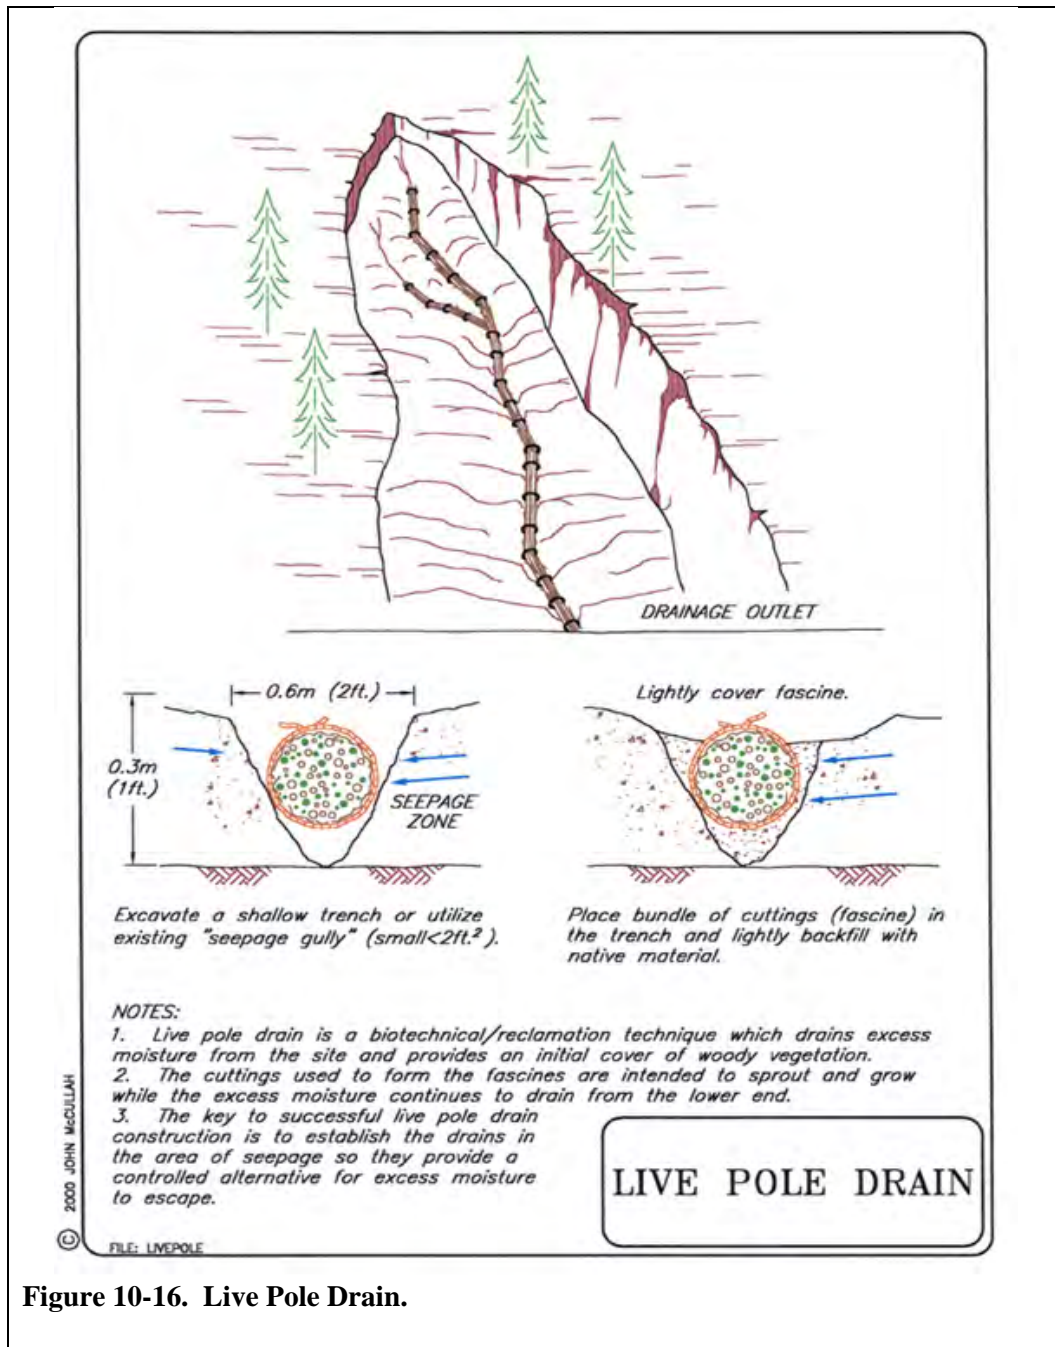 DRAINAGE OUTLET
0.6m (2ft.)
0.3m
(1ft.)
SEEPAGE
ZONE
Lightly cover fascine.
Excavate a shallow trench or utilize
existing "seepage gully" (small<2ft.²).
Place bundle of cuttings (fascine) in
the trench and lightly backfill with
native material.
NOTES:
1. Live pole drain is a biotechnical/reclamation technique which drains excess
moisture from the site and provides an initial cover of woody vegetation.
2. The cuttings used to form the fascines are intended to sprout and grow
while the excess moisture continues to drain from the lower end.
3. The key to successful live pole drain
construction is to establish the drains in
the area of seepage so they provide a
controlled alternative for excess moisture
to escape.
LIVE POLE DRAIN
© 2000 JOHN McCULLAH
FILE: LIVEPOLE
Figure 10-16. Live Pole Drain.